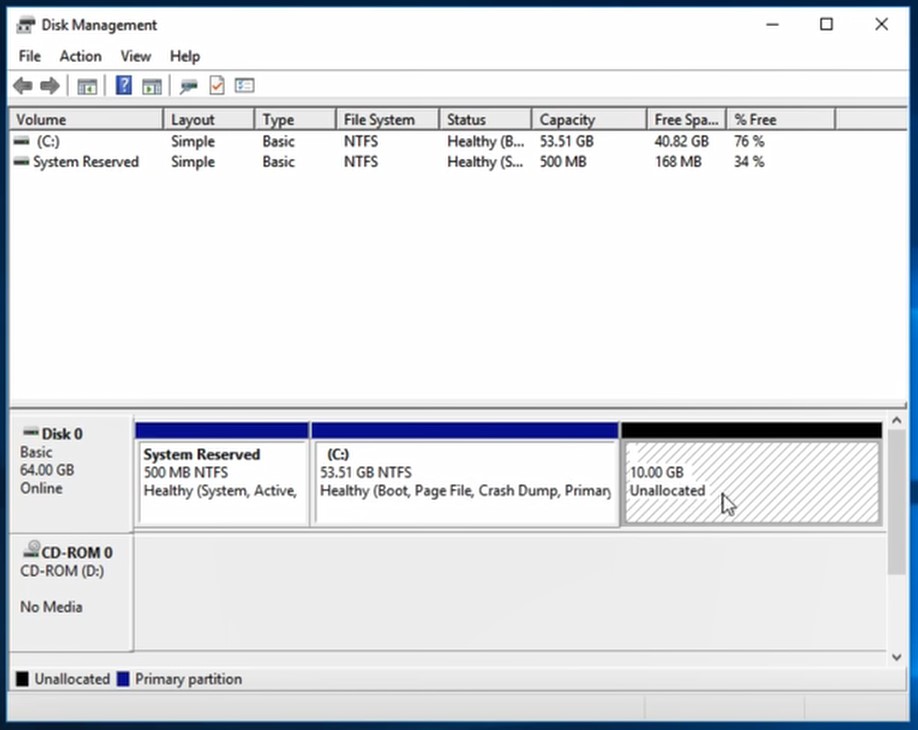 Disk Management
File Action View Help
Volume Layout Type File System Status Capacity Free Spa... % Free
(C:) Simple Basic NTFS Healthy (B... 53.51 GB 40.82 GB 76 %
System Reserved Simple Basic NTFS Healthy (S... 500 MB 168 MB 34 %
Disk 0
Basic
64.00 GB
Online
System Reserved
500 MB NTFS
Healthy (System, Active,
(C:)
53.51 GB NTFS
Healthy (Boot, Page File, Crash Dump, Primary
10.00 GB
Unallocated
CD-ROM 0
CD-ROM (D:)
No Media
Unallocated Primary partition